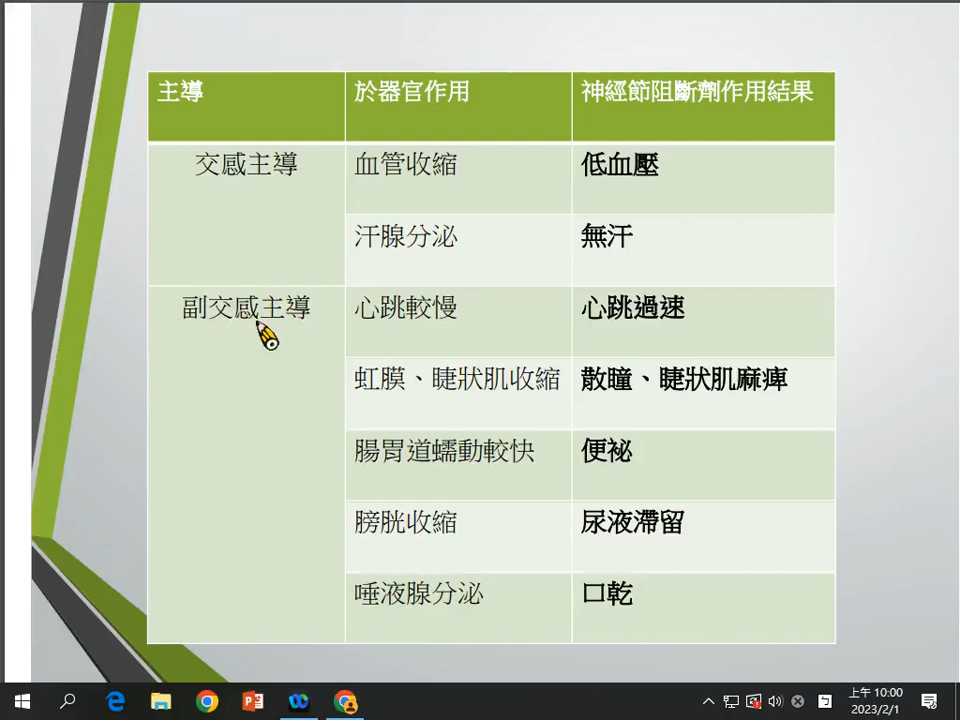 主導 於器官作用 神經節阻斷劑作用結果
交感主導 血管收縮 低血壓
汗腺分泌 無汗
副交感主導 心跳較慢 心跳過速
虹膜、睫狀肌收縮 散瞳、睫狀肌麻痺
腸胃道蠕動較快 便祕
膀胱收縮 尿液滯留
唾液腺分泌 口乾
上午 10:00
2023/2/1